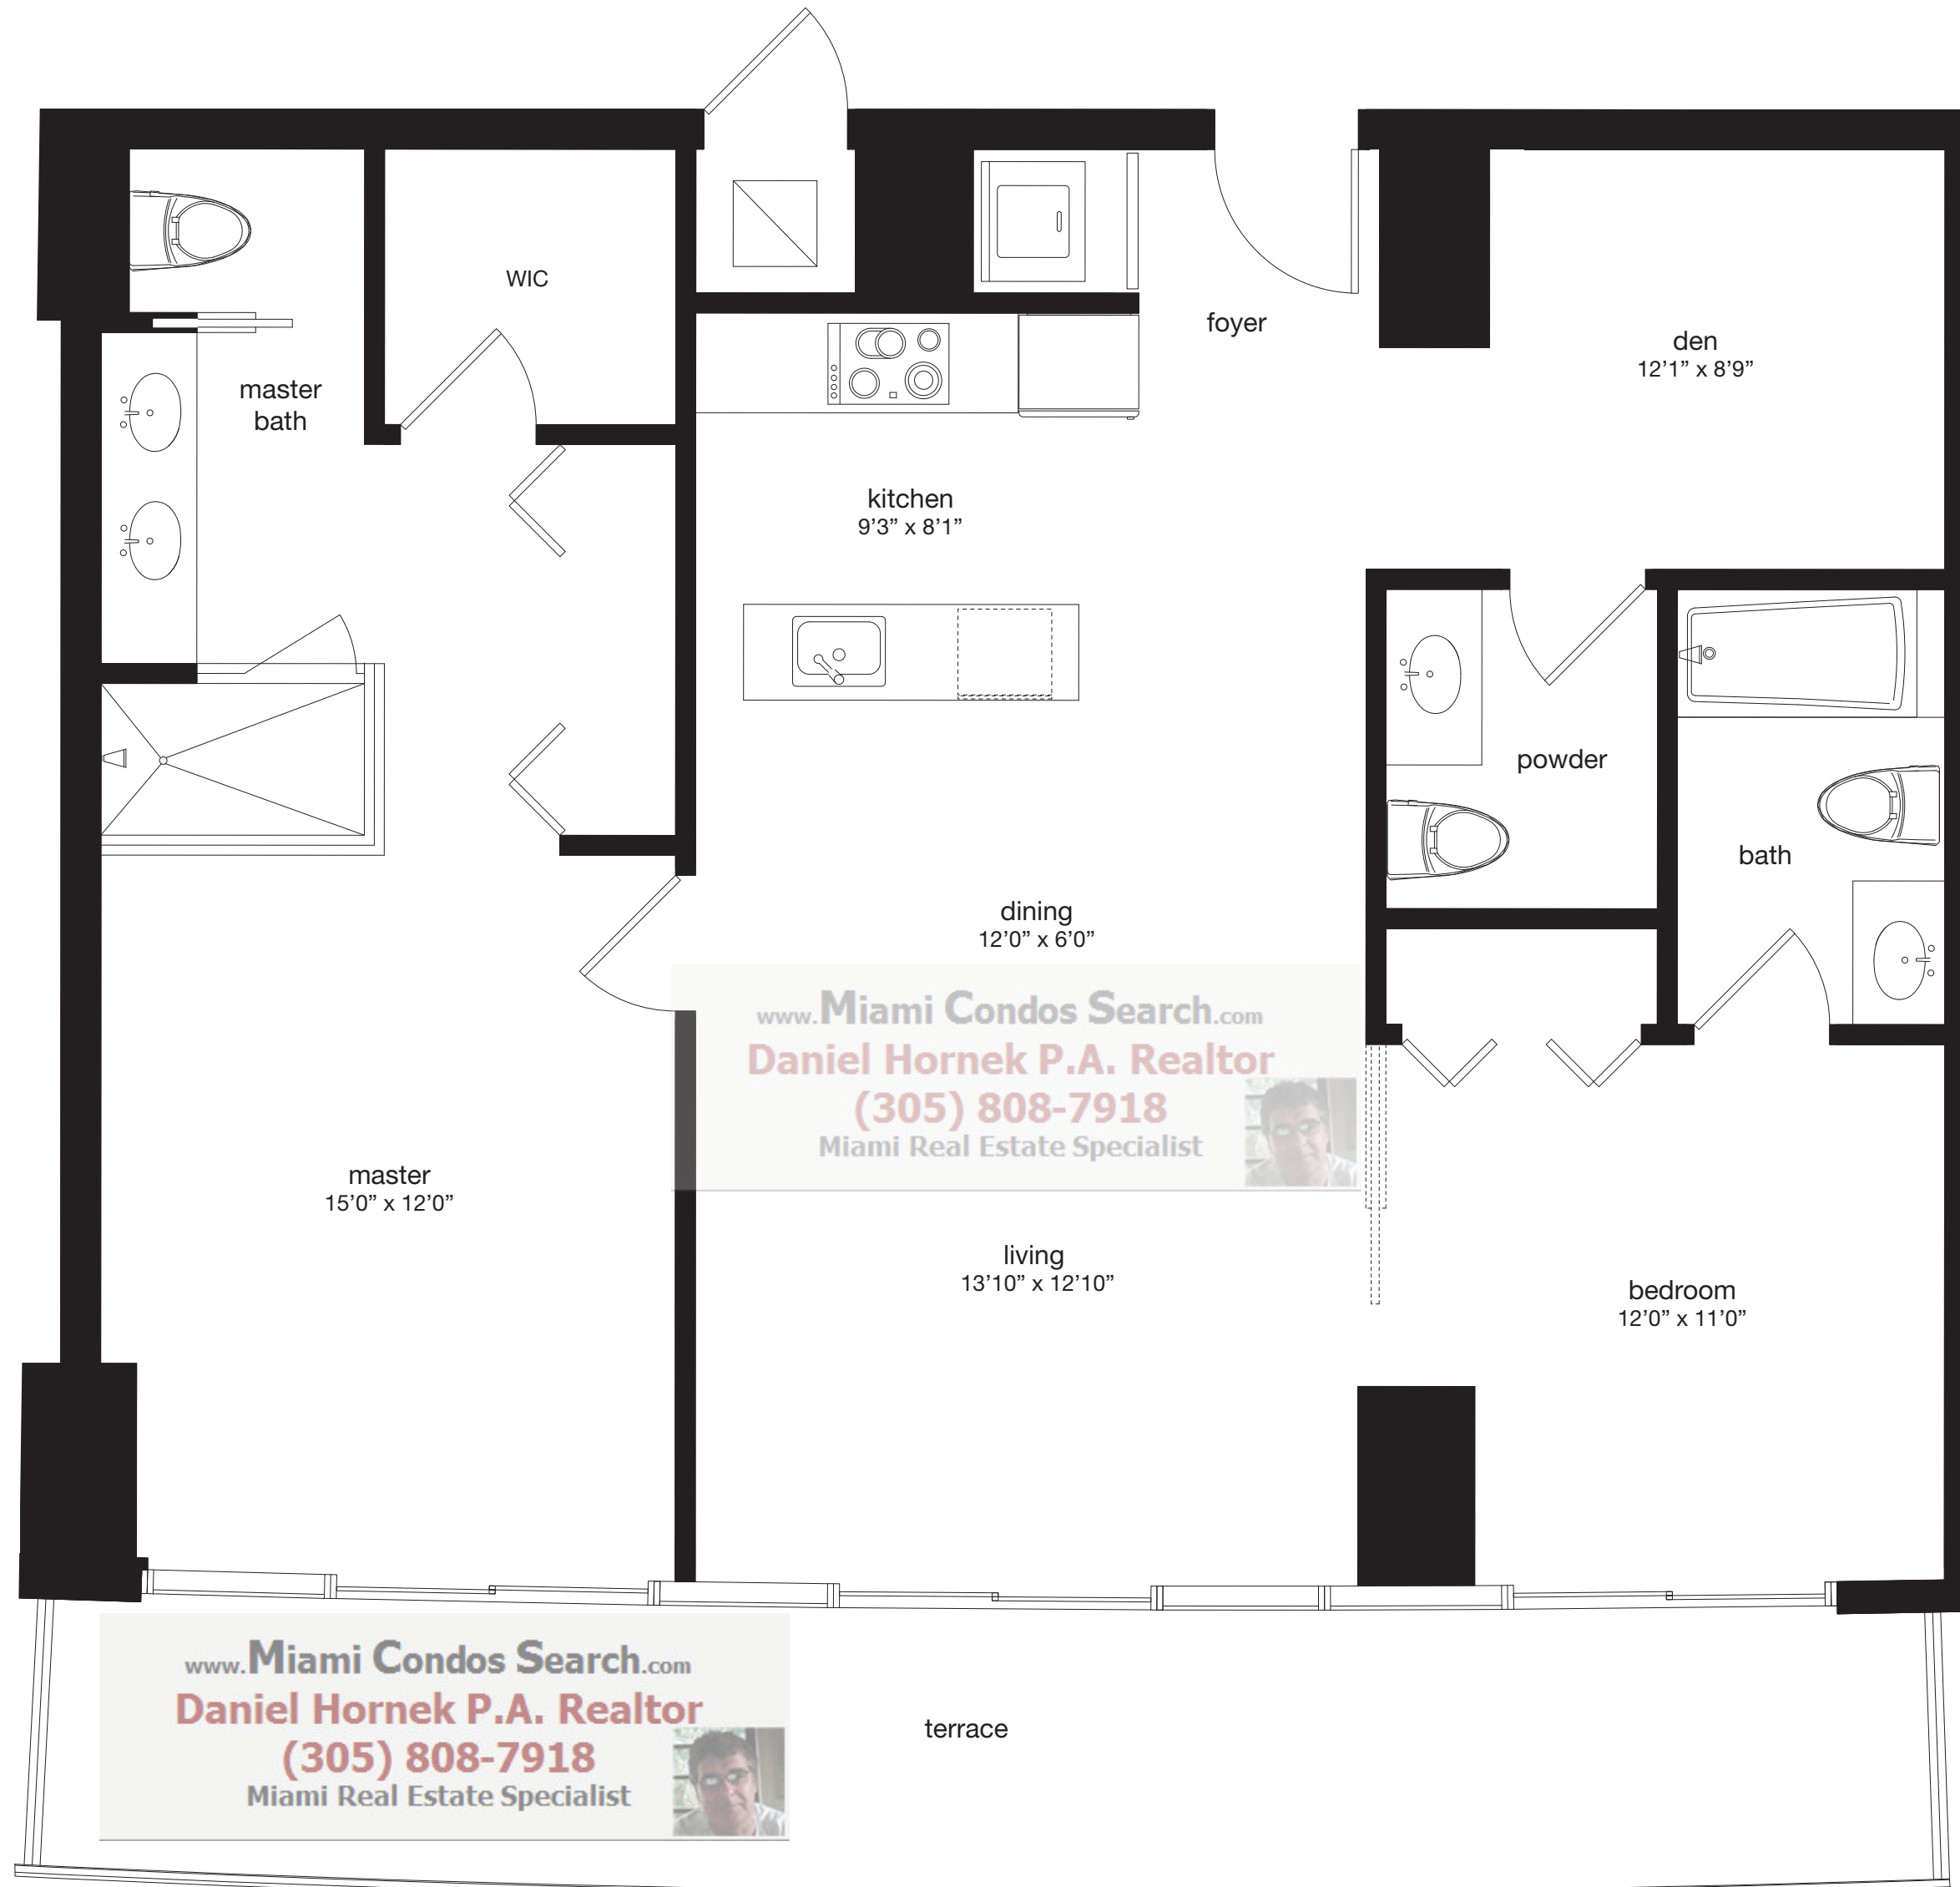 WIC
foyer
den
12’1” x 8’9”
master
bath
kitchen
9’3” x 8’1”
powder
bath
dining
12’0” x 6’0”
www.Miami Condos Search.com
Daniel Hornek P.A. Realtor
(305) 808-7918
Miami Real Estate Specialist
master
15’0” x 12’0”
living
13’10” x 12’10”
bedroom
12’0” x 11’0”
www.Miami Condos Search.com
Daniel Hornek P.A. Realtor
(305) 808-7918
Miami Real Estate Specialist
terrace